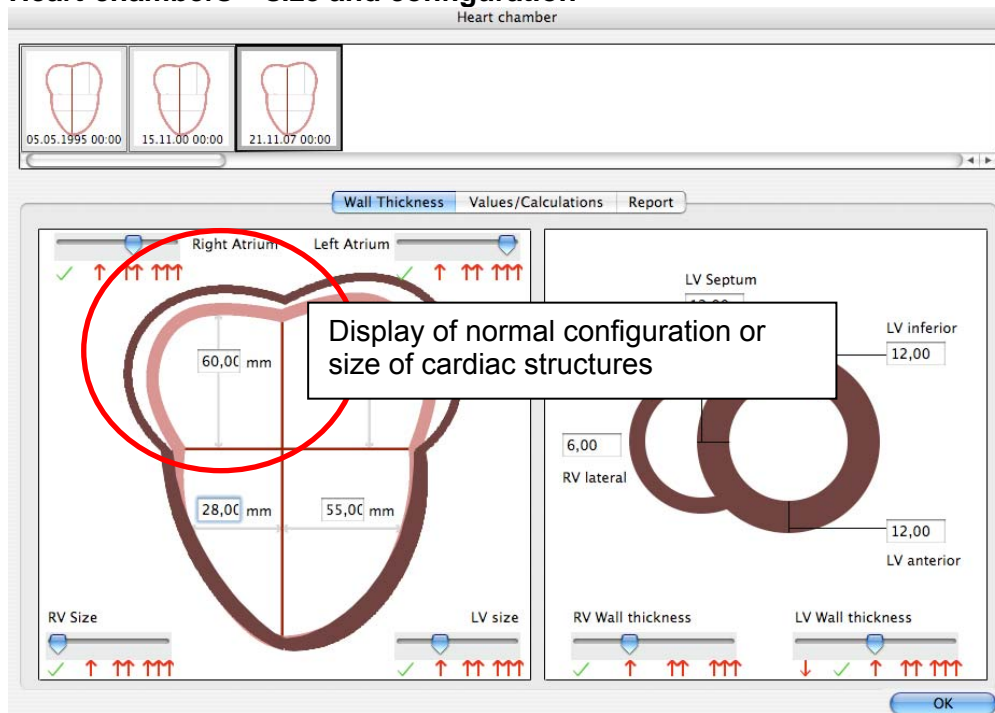 Heart chamber
05.05.1995 00:00 15.11.00 00:00 21.11.07 00:00
Wall Thickness Values/Calculations Report
Right Atrium Left Atrium
60,00 mm
Display of normal configuration or
size of cardiac structures
28,00 mm 55,00 mm
RV Size LV size
LV Septum
LV inferior
12,00
6,00
RV lateral
12,00
LV anterior
RV Wall thickness LV Wall thickness
OK